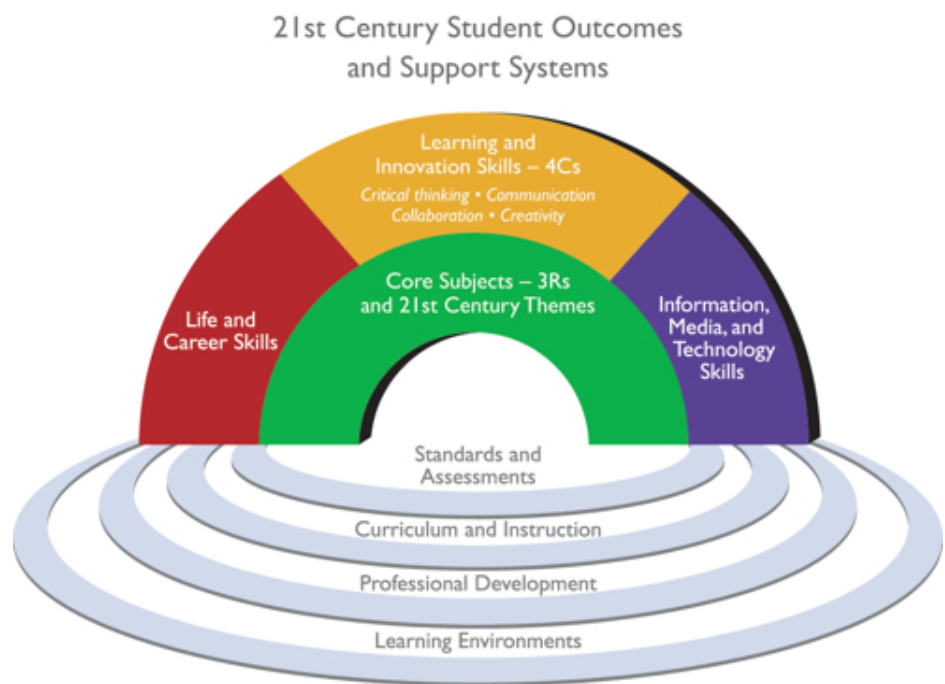 21st Century Student Outcomes
and Support Systems
Learning and
Innovation Skills – 4Cs
Critical thinking • Communication
Collaboration • Creativity
Core Subjects – 3Rs
and 21st Century Themes
Life and
Career Skills
Information,
Media, and
Technology
Skills
Standards and
Assessments
Curriculum and Instruction
Professional Development
Learning Environments